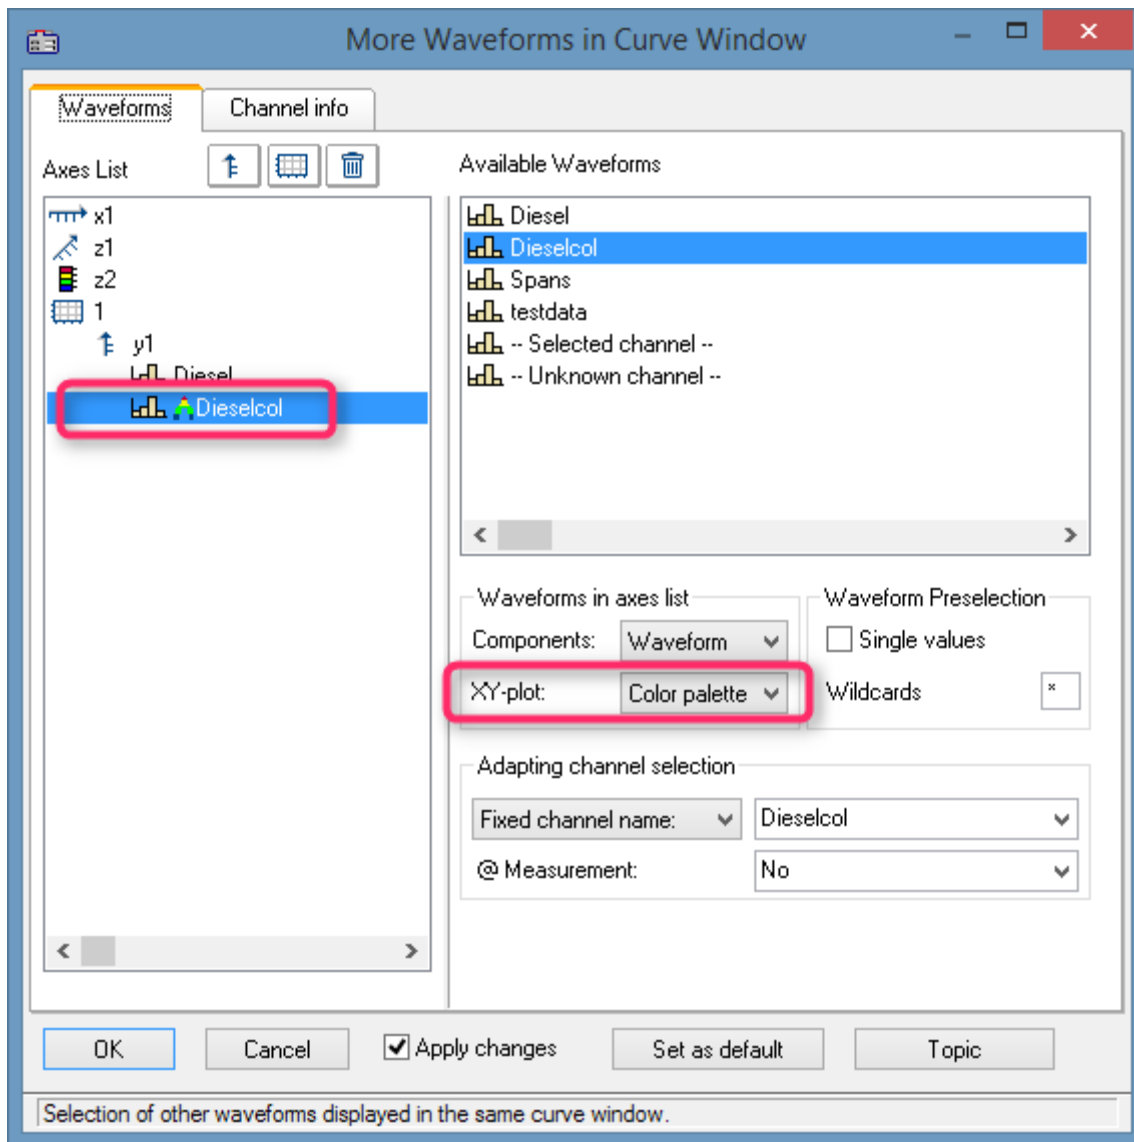 More Waveforms in Curve Window
Waveforms
Channel info
Axes List
x1
z1
z2
1
y1
Diesel
Dieselcol
Available Waveforms
Diesel
Dieselcol
Spans
testdata
-- Selected channel --
-- Unknown channel --
Waveforms in axes list
Components: Waveform
XY-plot: Color palette
Waveform Preselection
Single values
Wildcards *
Adapting channel selection
Fixed channel name: Dieselcol
@ Measurement: No
OK Cancel Apply changes Set as default Topic
Selection of other waveforms displayed in the same curve window.